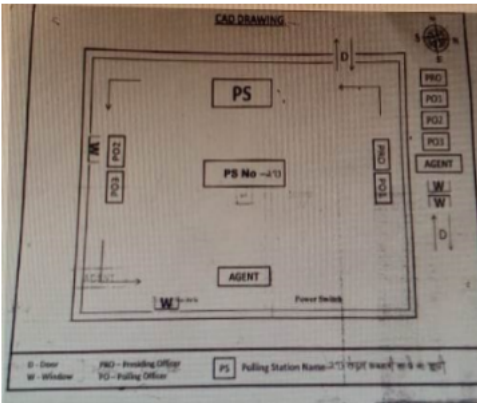 CAD DRAWING
D
PS
PRO
PO1
PO2
PO3
AGENT
W
W
D
W
PO2
PO3
PS No
PRO
PO1
AGENT
AGENT
W
Power Switch
D - Door
W - Window
PRO - Presiding Officer
PO - Polling Officer
PS Polling Station Name